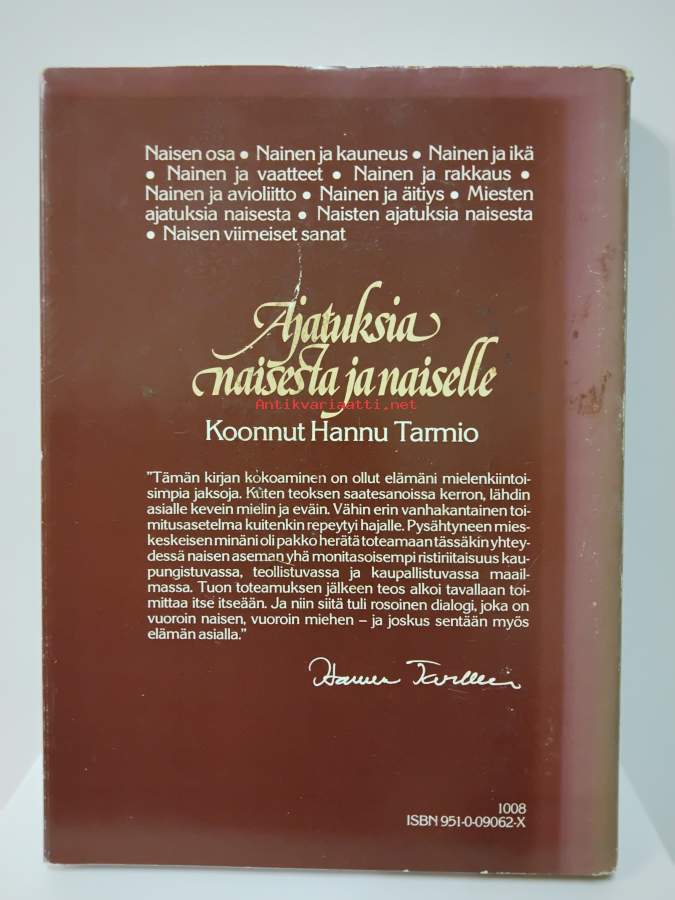 Naisen osa • Nainen ja kauneus • Nainen ja ikä
• Nainen ja vaatteet • Nainen ja rakkaus •
Nainen ja avioliitto • Nainen ja äitiys • Miesten
ajatuksia naisesta • Naisten ajatuksia naisesta
• Naisen viimeiset sanat
Ajatuksia
naisesta ja naiselle
Antikvariaatti.net
Koonnut Hannu Tarmio
"Tämän kirjan kokoaminen on ollut elämäni mielenkiintoi-
simpia jaksoja. Kuten teoksen saatesanoissa kerron, lähdin
asialle kevein mielin ja eväin. Vähin erin vanhakantainen toi-
mitusasetelma kuitenkin repeytyi hajalle. Pysähtyneen mies-
keskeisen minäni oli pakko herätä toteamaan tässäkin yhtey-
dessä naisen aseman yhä monitasoisempi ristiriitaisuus kau-
pungistuvassa, teollistuvassa ja kaupallistuvassa maail-
massa. Tuon toteamuksen jälkeen teos alkoi tavallaan toi-
mittaa itse itseään. Ja niin siitä tuli rosoinen dialogi, joka on
vuoroin naisen, vuoroin miehen – ja joskus sentään myös
elämän asialla."
Hannu Tarmio
1008
ISBN 951-0-09062-X